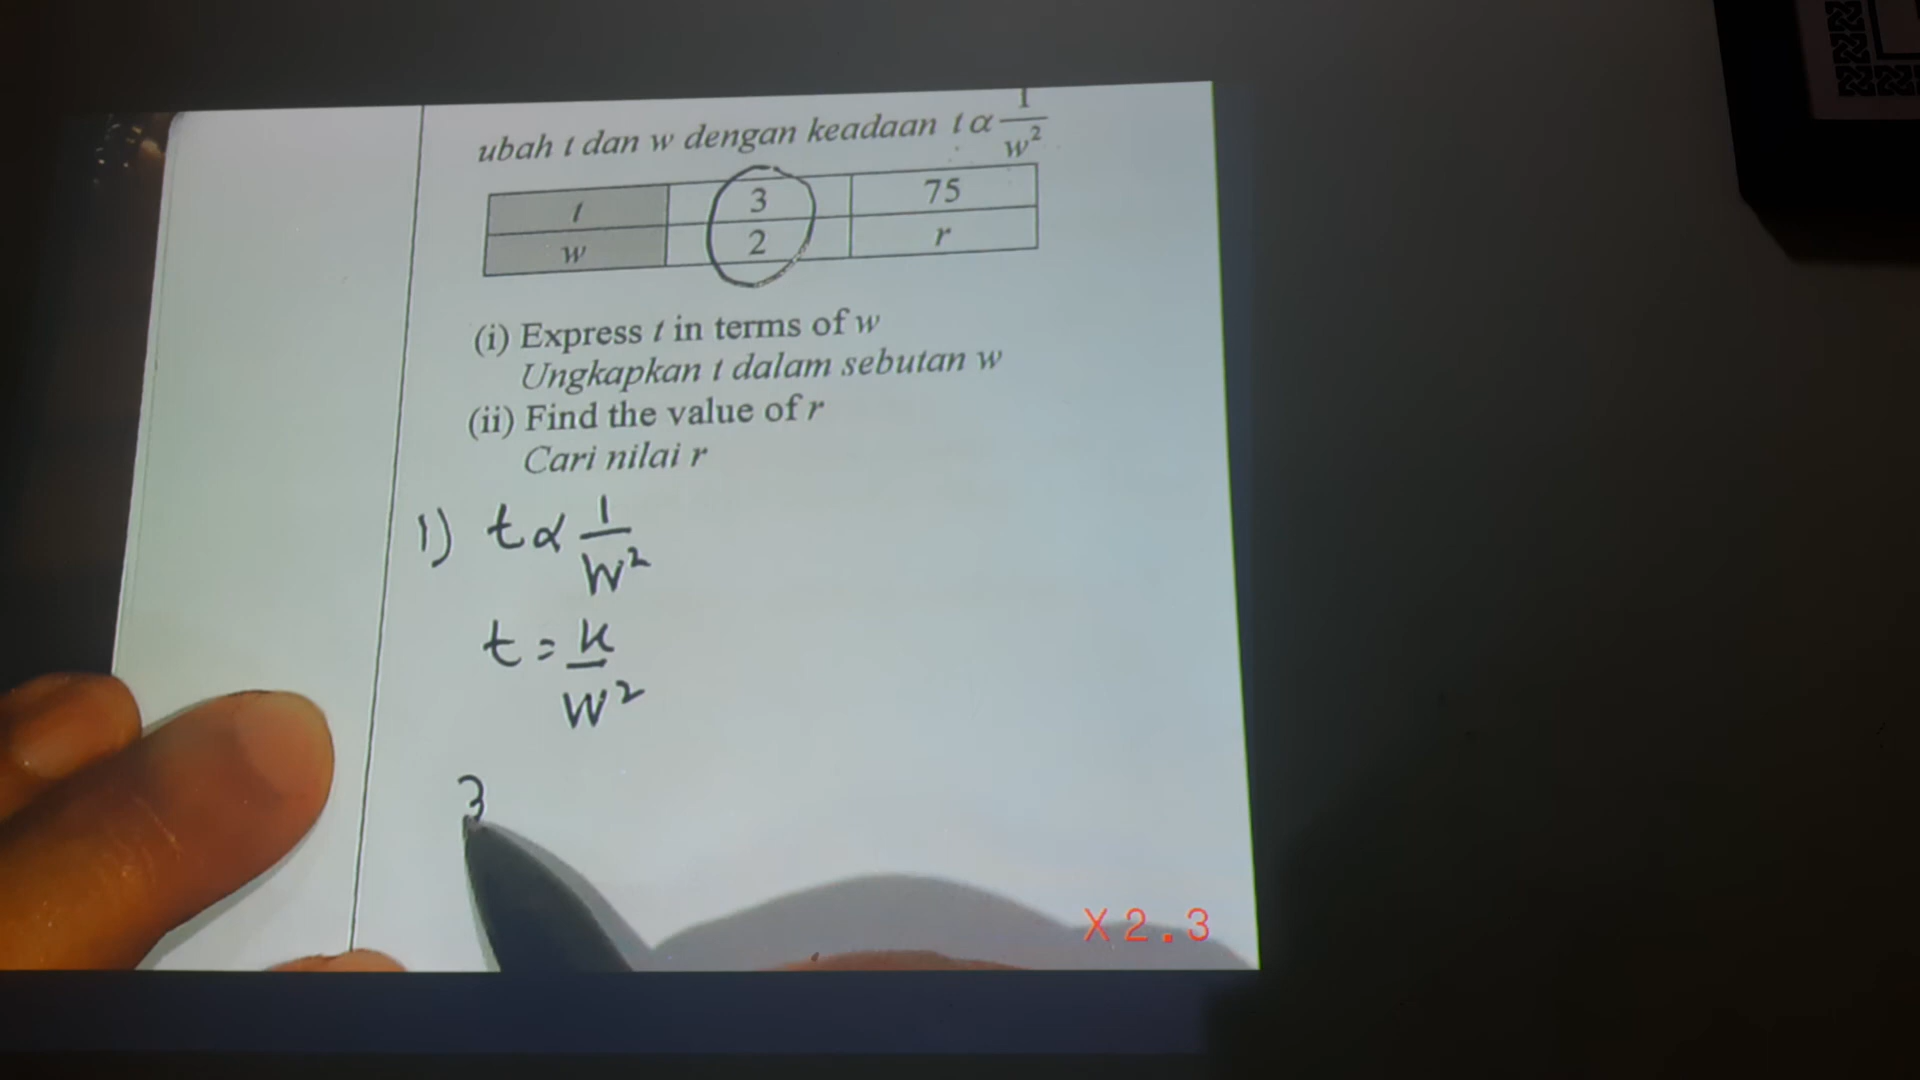 ubah t dan w dengan keadaan t α 1/w²
t 3 75
w 2 r
(i) Express t in terms of w
Ungkapkan t dalam sebutan w
(ii) Find the value of r
Cari nilai r
1) t α 1/w²
t = k/w²
3
X2.3